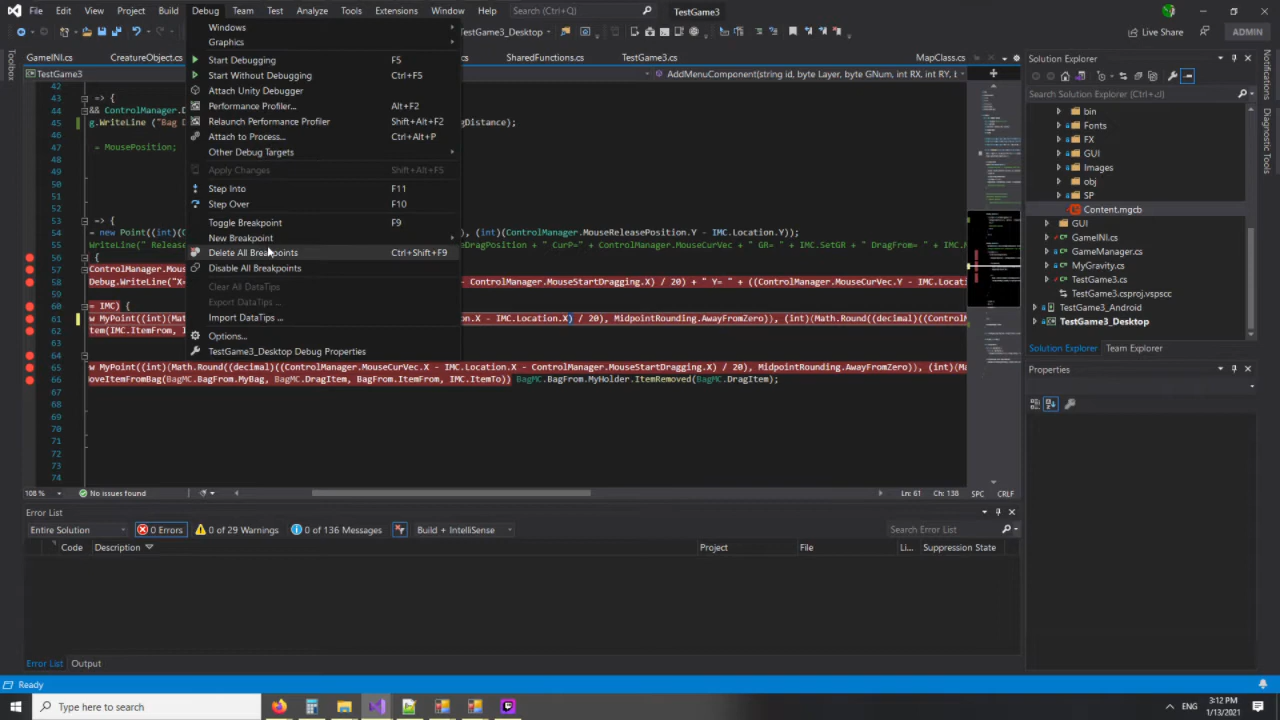 File Edit View Project Build Debug Team Test Analyze Tools Extensions Window Help Search (Ctrl+Q) TestGame3
TestGame3_Desktop Live Share ADMIN
Toolbox
Notifications
GameINI.cs CreatureObject.cs SharedFunctions.cs TestGame3.cs MapClass.cs
TestGame3 AddMenuComponent(string id, byte Layer, byte GNum, int RX, int RY,
42
43 => {
44 && ControlManager.D
45 g.WriteLine ("Bag D Distance);
46
47 = MousePosition;
48
49
50
51
52
53 => {
54 = new Point((int)( (int)(ControlManager.MouseReleasePosition.Y - IMC.Location.Y));
55 WriteLine(" Relea DragPosition + " CurP=" + ControlManager.MouseCurVec + " GR= " + IMC.SetGR + " DragFrom= " + IM
56 {
57 ControlManager.Mous
58 Debug.WriteLine("X= ControlManager.MouseStartDragging.X) / 20) + " Y= " + ((ControlManager.MouseCurVec.Y - IMC.Locati
60 = IMC) {
61 w MyPoint((int)(Mat .X - IMC.Location.X) / 20), MidpointRounding.AwayFromZero)), (int)(Math.Round((decimal)((Control
62 Item(IMC.ItemFrom, I
63
64
65 w MyPoint((int)(Math.Round((decimal)((ControlManager.MouseCurVec.X - IMC.Location.X - ControlManager.MouseStartDragging.X) / 20), MidpointRounding.AwayFromZero)), (int)(Ma
66 oveItemFromBag(BagMC.BagFrom.MyBag, BagMC.DragItem, BagFrom.ItemFrom, IMC.ItemTo)) BagMC.BagFrom.MyHolder.ItemRemoved(BagMC.DragItem);
67
68
69
70
71
72
73
74
Windows
Graphics
Start Debugging F5
Start Without Debugging Ctrl+F5
Attach Unity Debugger
Performance Profiler... Alt+F2
Relaunch Performance Profiler Shift+Alt+F2
Attach to Process... Ctrl+Alt+P
Other Debug Targets
Apply Changes Shift+Alt+F5
Step Into F11
Step Over F10
Toggle Breakpoint F9
New Breakpoint
Delete All Break Ctrl+Shift+F9
Disable All Break
Clear All DataTips
Export DataTips ...
Import DataTips ...
Options...
TestGame3_Desktop Debug Properties
108 % No issues found Ln: 61 Ch: 138 SPC CRLF
Error List
Entire Solution 0 Errors 0 of 29 Warnings 0 of 136 Messages Build + IntelliSense Search Error List
Code Description Project File Li... Suppression State
Error List Output
Solution Explorer
Search Solution Explorer
bin
Fonts
FX
GUI
Images
obj
SP
Content.mgcb
GUI
GameINI.cs
GameManager.cs
MyGravity.cs
TestGame3.cs
TestGame3.csproj.vspscc
TestGame3_Android
TestGame3_Desktop
Solution Explorer Team Explorer
Properties
Ready
Type here to search
ENG
3:12 PM
1/13/2021